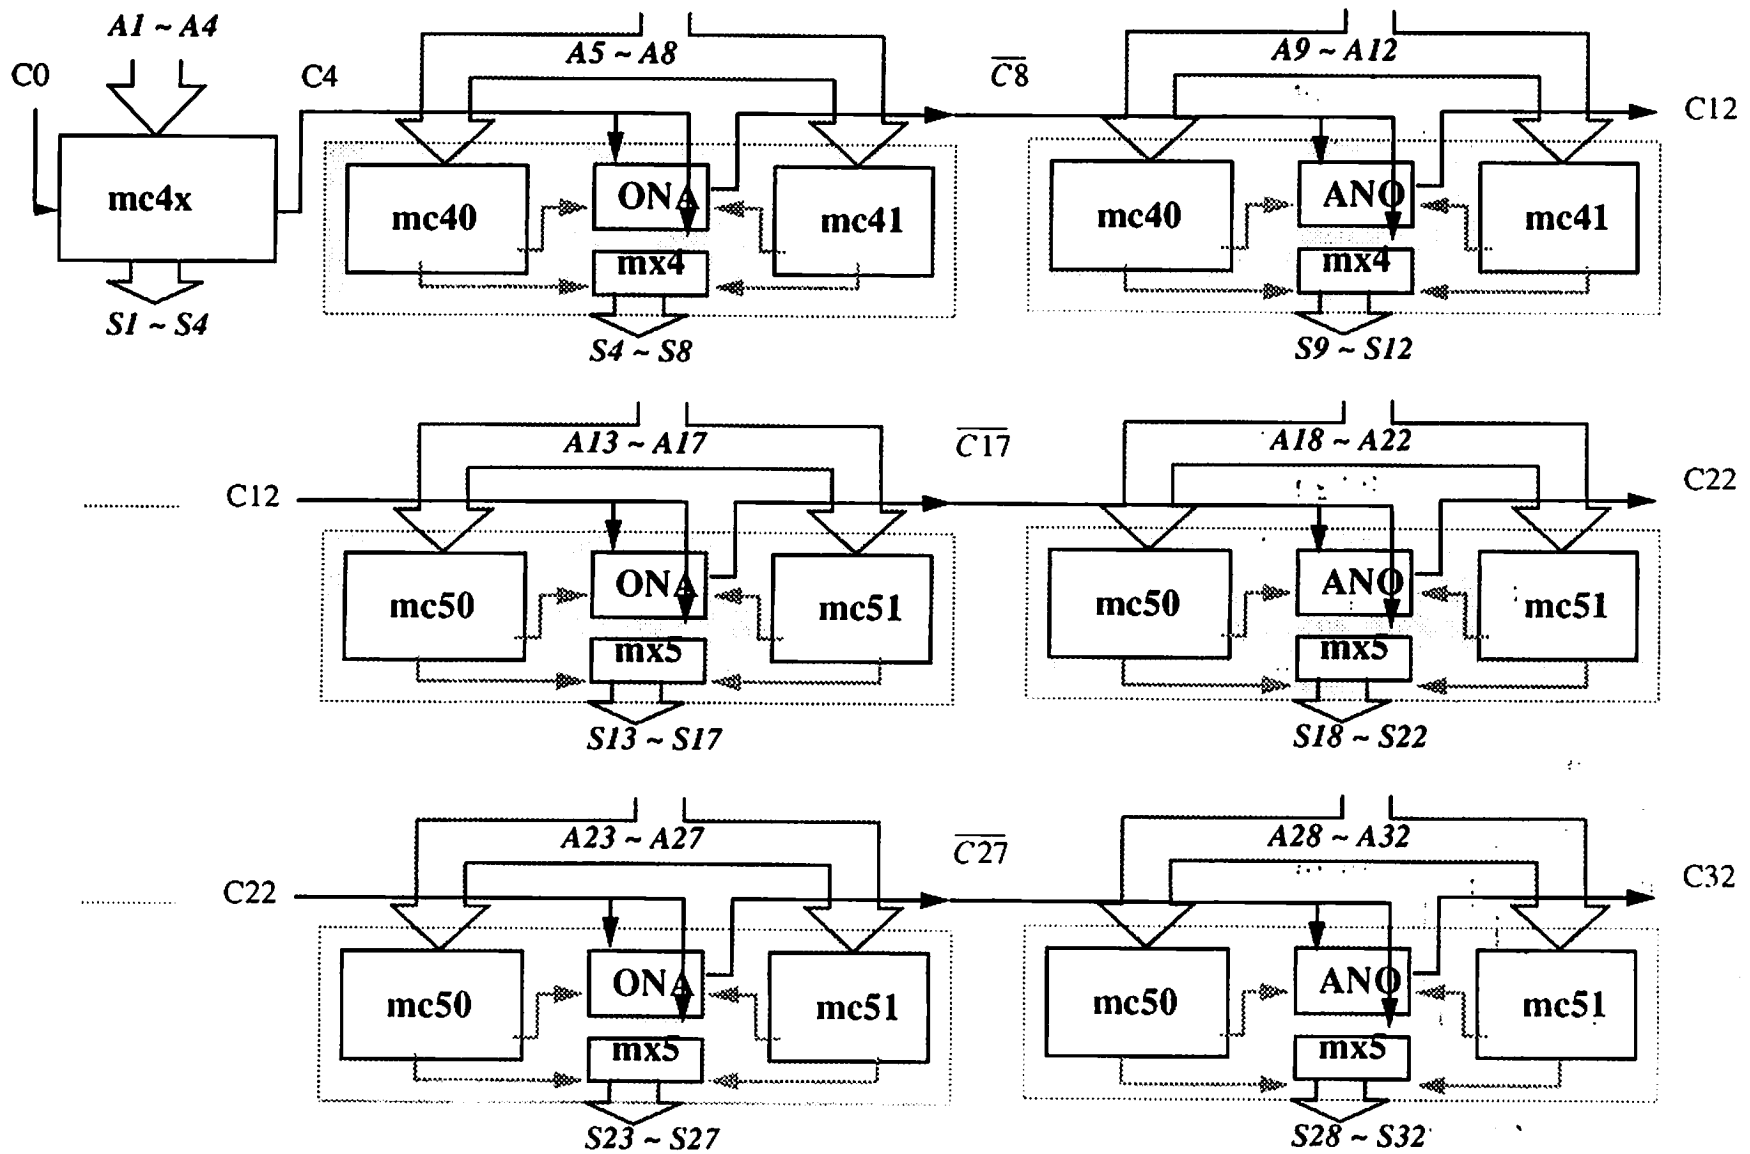 A1 ~ A4
C0
C4
A5 ~ A8
C8
A9 ~ A12
C12
mc4x
mc40
ONA
mc41
mx4
mc40
ANO
mc41
mx4
S1 ~ S4
S4 ~ S8
S9 ~ S12
A13 ~ A17
C17
A18 ~ A22
C12
C22
mc50
ONA
mc51
mx5
mc50
ANO
mc51
mx5
S13 ~ S17
S18 ~ S22
A23 ~ A27
C27
A28 ~ A32
C22
C32
mc50
ONA
mc51
mx5
mc50
ANO
mc51
mx5
S23 ~ S27
S28 ~ S32